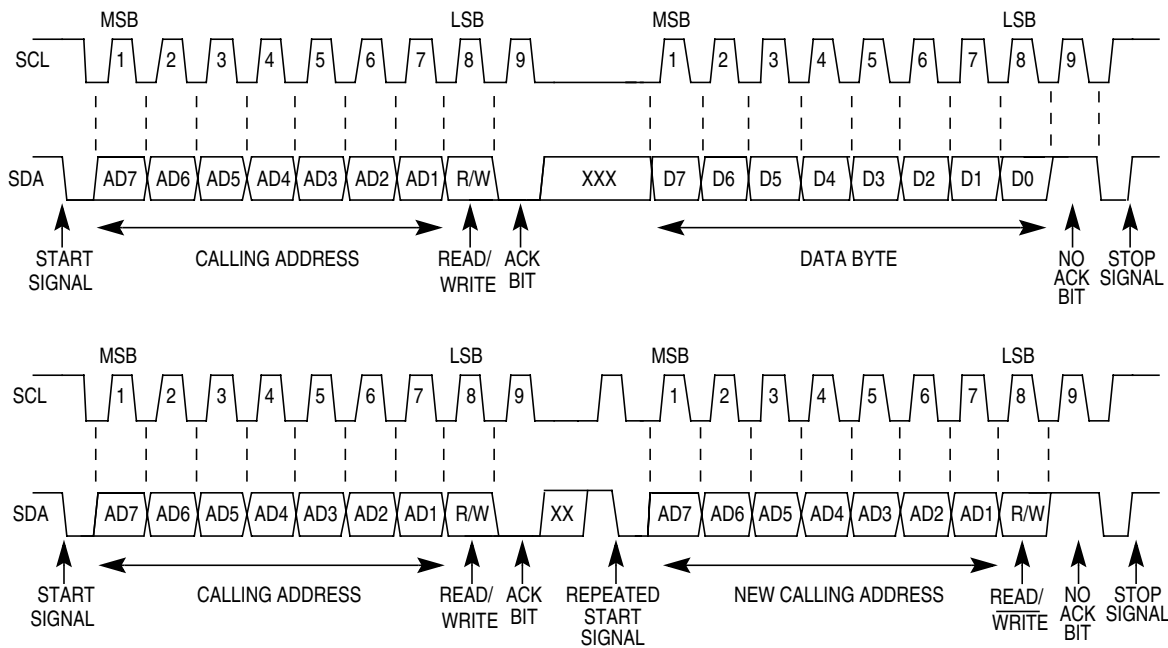 MSB LSB MSB LSB
SCL 1 2 3 4 5 6 7 8 9 1 2 3 4 5 6 7 8 9
SDA AD7 AD6 AD5 AD4 AD3 AD2 AD1 R/W XXX D7 D6 D5 D4 D3 D2 D1 D0
START SIGNAL
CALLING ADDRESS
READ/ WRITE
ACK BIT
DATA BYTE
NO ACK BIT
STOP SIGNAL
MSB LSB MSB LSB
SCL 1 2 3 4 5 6 7 8 9 1 2 3 4 5 6 7 8 9
SDA AD7 AD6 AD5 AD4 AD3 AD2 AD1 R/W XX AD7 AD6 AD5 AD4 AD3 AD2 AD1 R/W
START SIGNAL
CALLING ADDRESS
READ/ WRITE
ACK BIT
REPEATED START SIGNAL
NEW CALLING ADDRESS
READ/ WRITE
NO ACK BIT
STOP SIGNAL